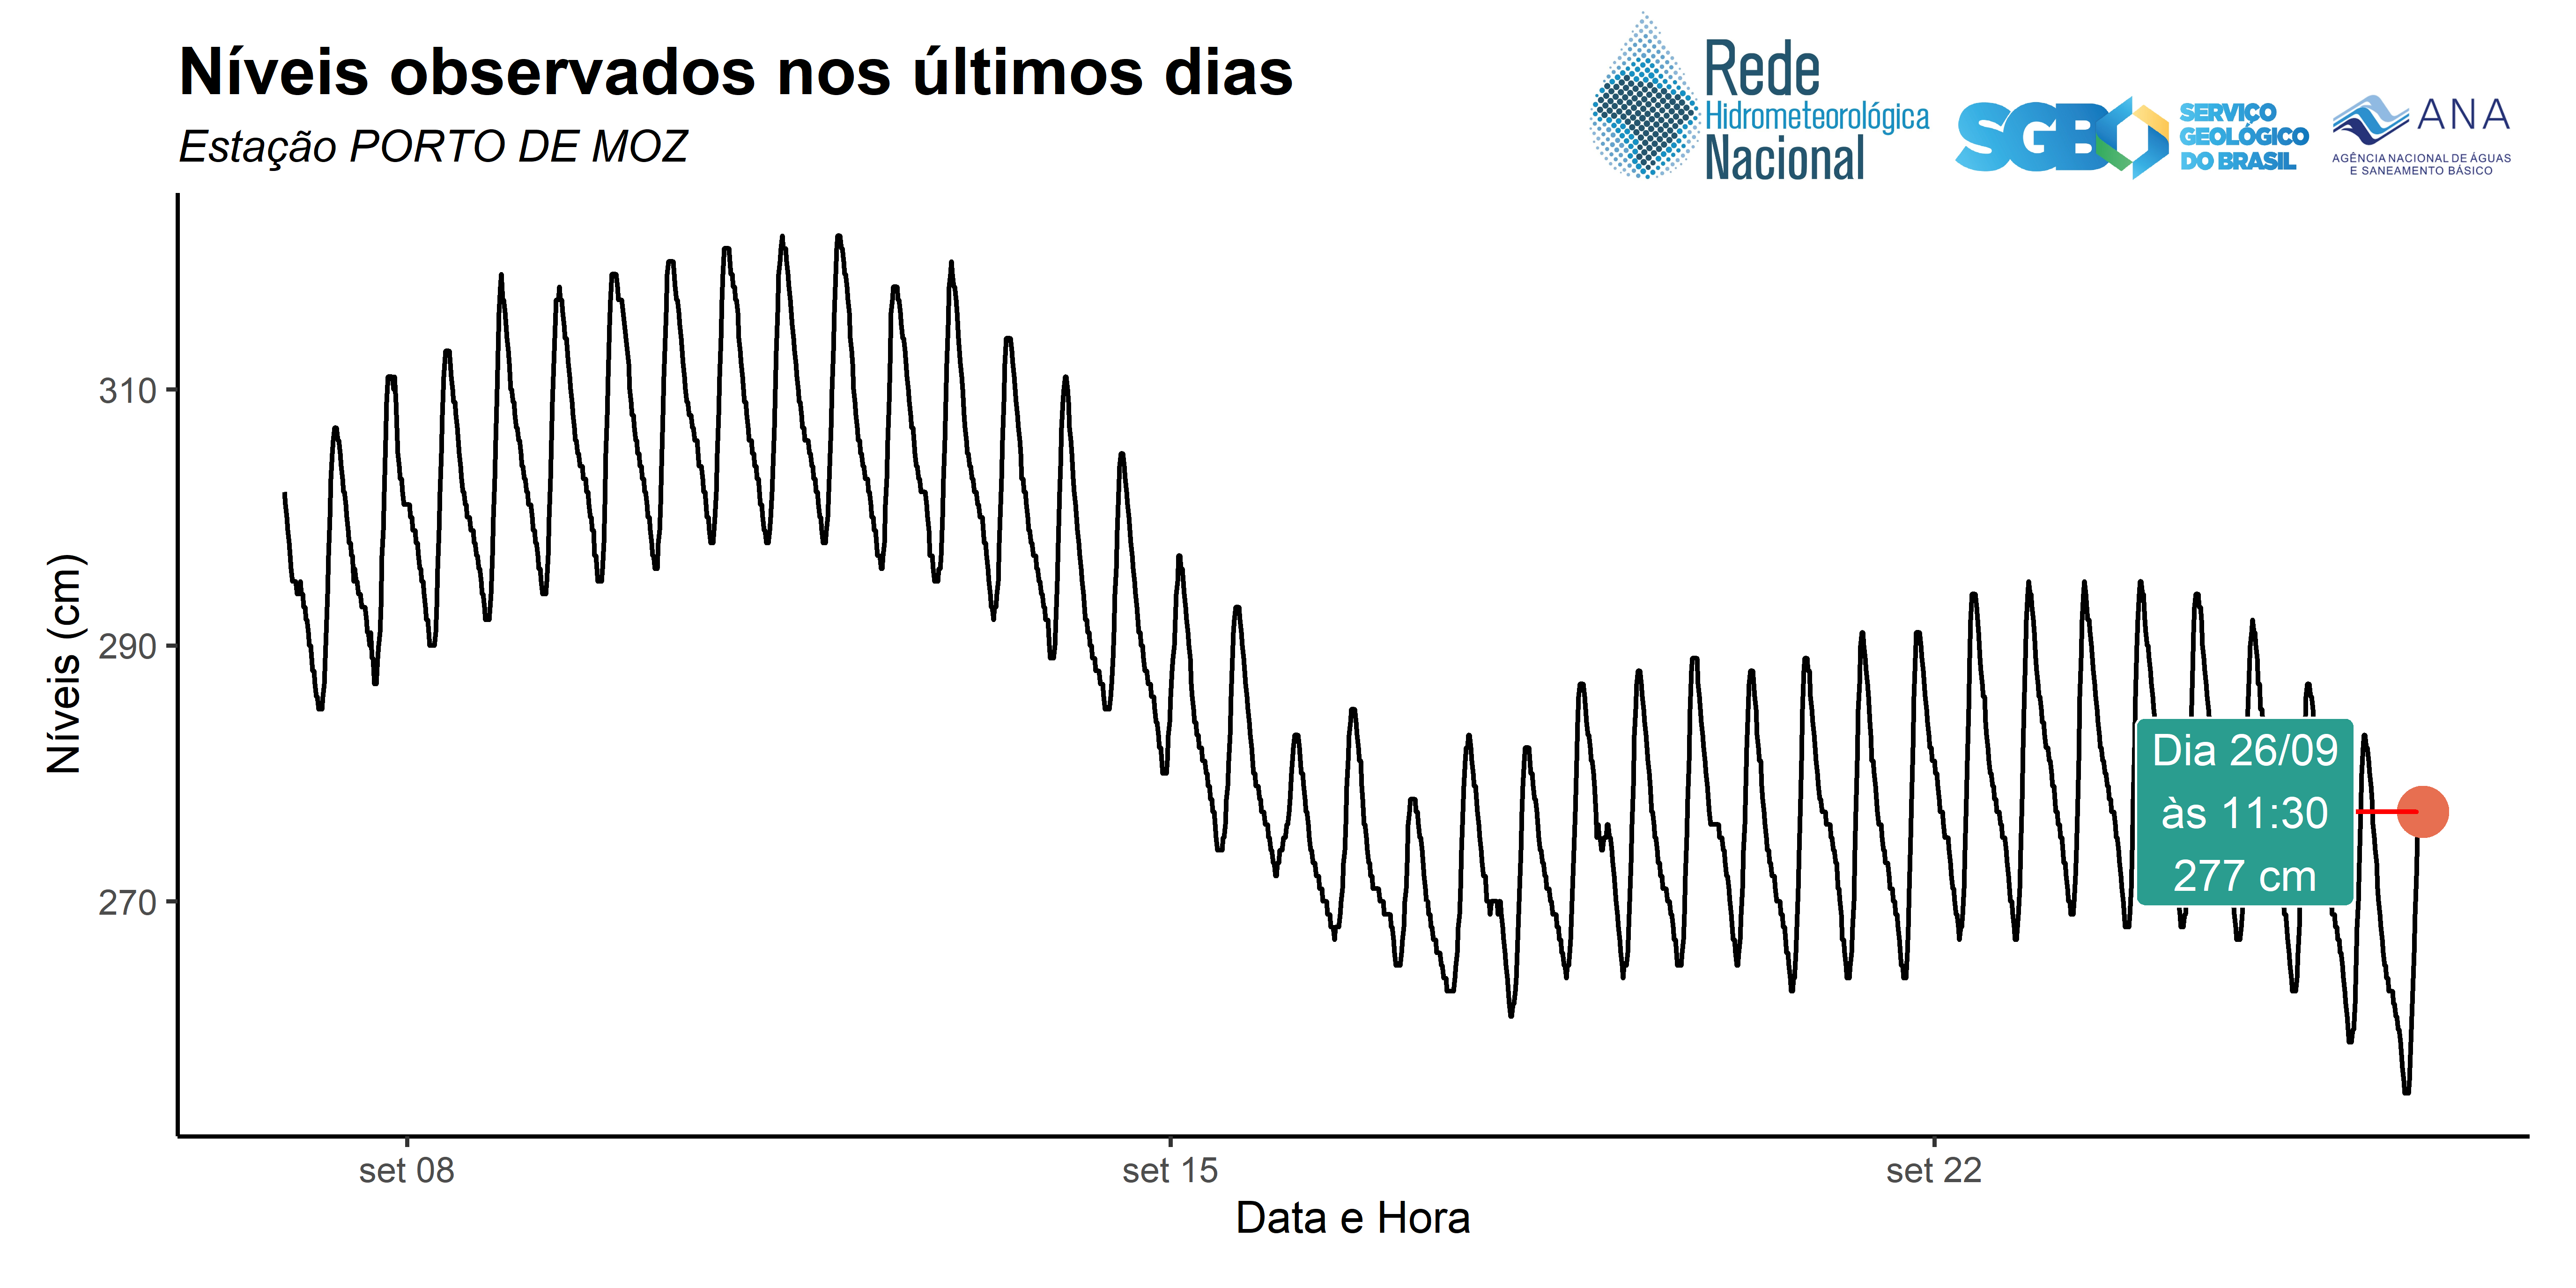 Níveis observados nos últimos dias
Estação PORTO DE MOZ
Rede
Hidrometeorológica
Nacional
SGB
SERVIÇO
GEOLÓGICO
DO BRASIL
ANA
AGÊNCIA NACIONAL DE ÁGUAS
E SANEAMENTO BÁSICO
Níveis (cm)
310
290
270
Dia 26/09
às 11:30
277 cm
set 08
set 15
set 22
Data e Hora